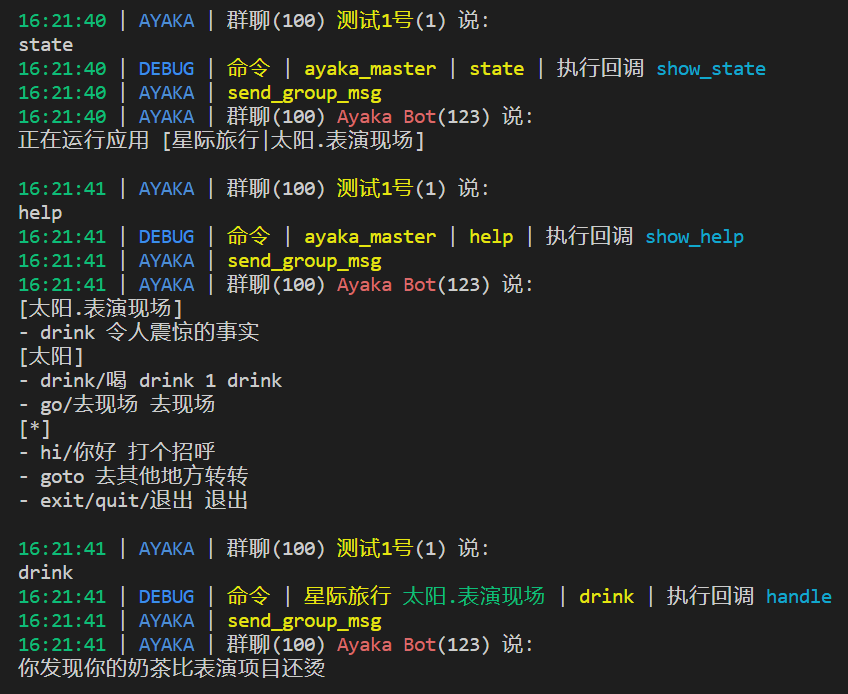 16:21:40 | AYAKA | 群聊(100) 测试1号(1) 说:
state
16:21:40 | DEBUG | 命令 | ayaka_master | state | 执行回调 show_state
16:21:40 | AYAKA | send_group_msg
16:21:40 | AYAKA | 群聊(100) Ayaka Bot(123) 说:
正在运行应用 [星际旅行|太阳.表演现场]
16:21:41 | AYAKA | 群聊(100) 测试1号(1) 说:
help
16:21:41 | DEBUG | 命令 | ayaka_master | help | 执行回调 show_help
16:21:41 | AYAKA | send_group_msg
16:21:41 | AYAKA | 群聊(100) Ayaka Bot(123) 说:
[太阳.表演现场]
- drink 令人震惊的事实
[太阳]
- drink/喝 drink 1 drink
- go/去现场 去现场
[*]
- hi/你好 打个招呼
- goto 去其他地方转转
- exit/quit/退出 退出
16:21:41 | AYAKA | 群聊(100) 测试1号(1) 说:
drink
16:21:41 | DEBUG | 命令 | 星际旅行 太阳.表演现场 | drink | 执行回调 handle
16:21:41 | AYAKA | send_group_msg
16:21:41 | AYAKA | 群聊(100) Ayaka Bot(123) 说:
你发现你的奶茶比表演项目还烫